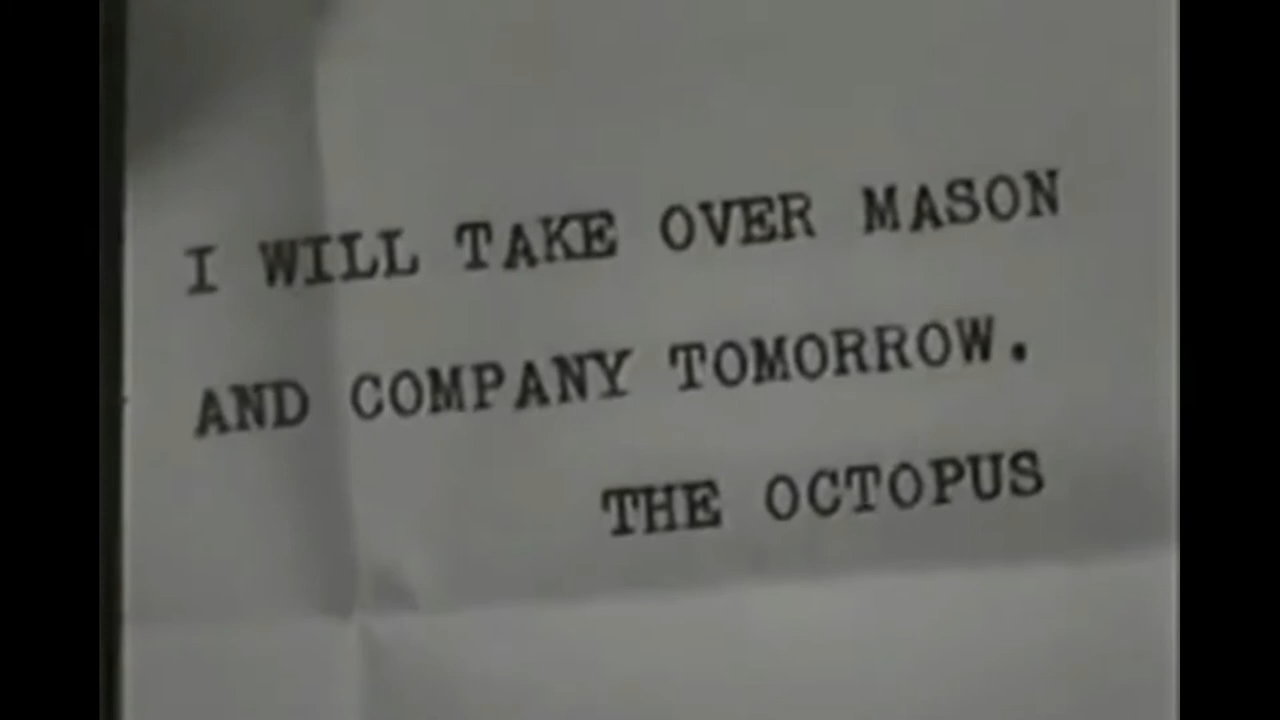 I WILL TAKE OVER MASON
AND COMPANY TOMORROW.
THE OCTOPUS